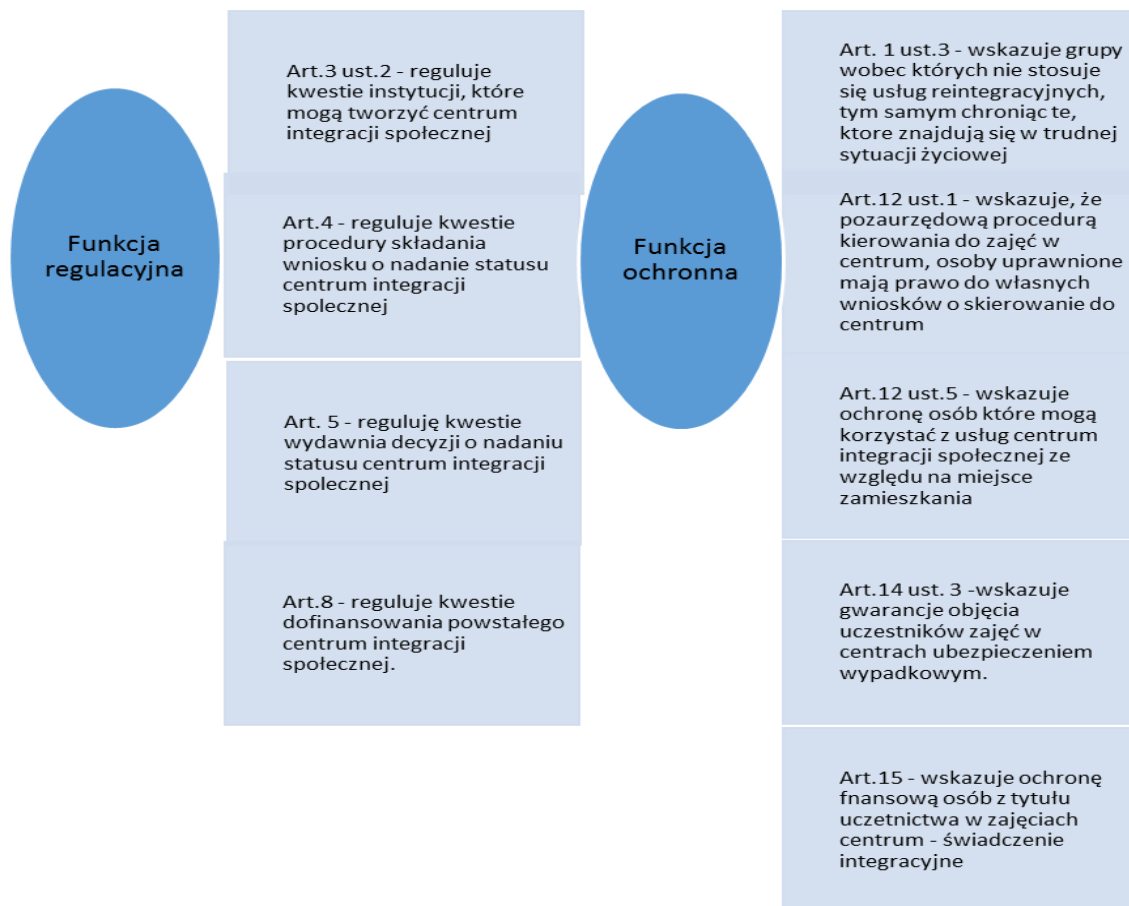 Funkcja
regulacyjna
Art.3 ust.2 - reguluje
kwestie instytucji, które
mogą tworzyć centrum
integracji społecznej
Art.4 - reguluje kwestie
procedury składania
wniosku o nadanie statusu
centrum integracji
spolecznej
Art. 5 - reguluję kwestie
wydawnia decyzji o nadaniu
statusu centrum integracji
spolecznej
Art.8 - reguluje kwestie
dofinansowania powstałego
centrum integracji
społecznej.
Funkcja
ochronna
Art. 1 ust.3 - wskazuje grupy
wobec których nie stosuje
się usług reintegracyjnych,
tym samym chroniąc te,
ktore znajdują się w trudnej
sytuacji życiowej
Art.12 ust.1 - wskazuje, że
pozaurzędową procedurą
kierowania do zajęć w
centrum, osoby uprawnione
mają prawo do własnych
wniosków o skierowanie do
centrum
Art.12 ust.5 - wskazuje
ochronę osób które mogą
korzystać z usług centrum
integracji społecznej ze
względu na miejsce
zamieszkania
Art.14 ust. 3 -wskazuje
gwarancje objęcia
uczestników zajęć w
centrach ubezpieczeniem
wypadkowym.
Art.15 - wskazuje ochronę
fnansową osób z tytułu
uczetnictwa w zajęciach
centrum - świadczenie
integracyjne